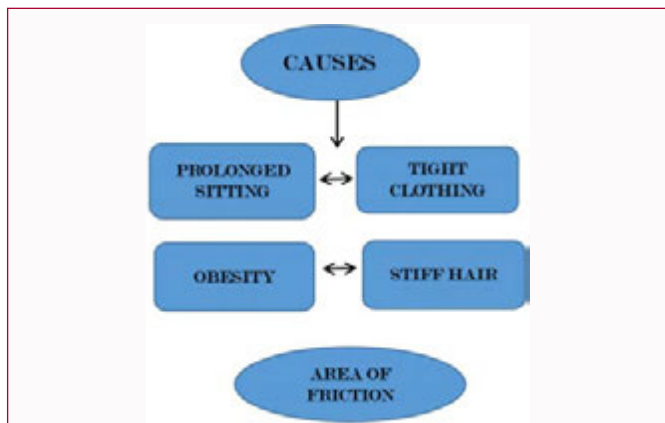 CAUSES
PROLONGED
SITTING
TIGHT
CLOTHING
OBESITY
STIFF HAIR
AREA OF
FRICTION